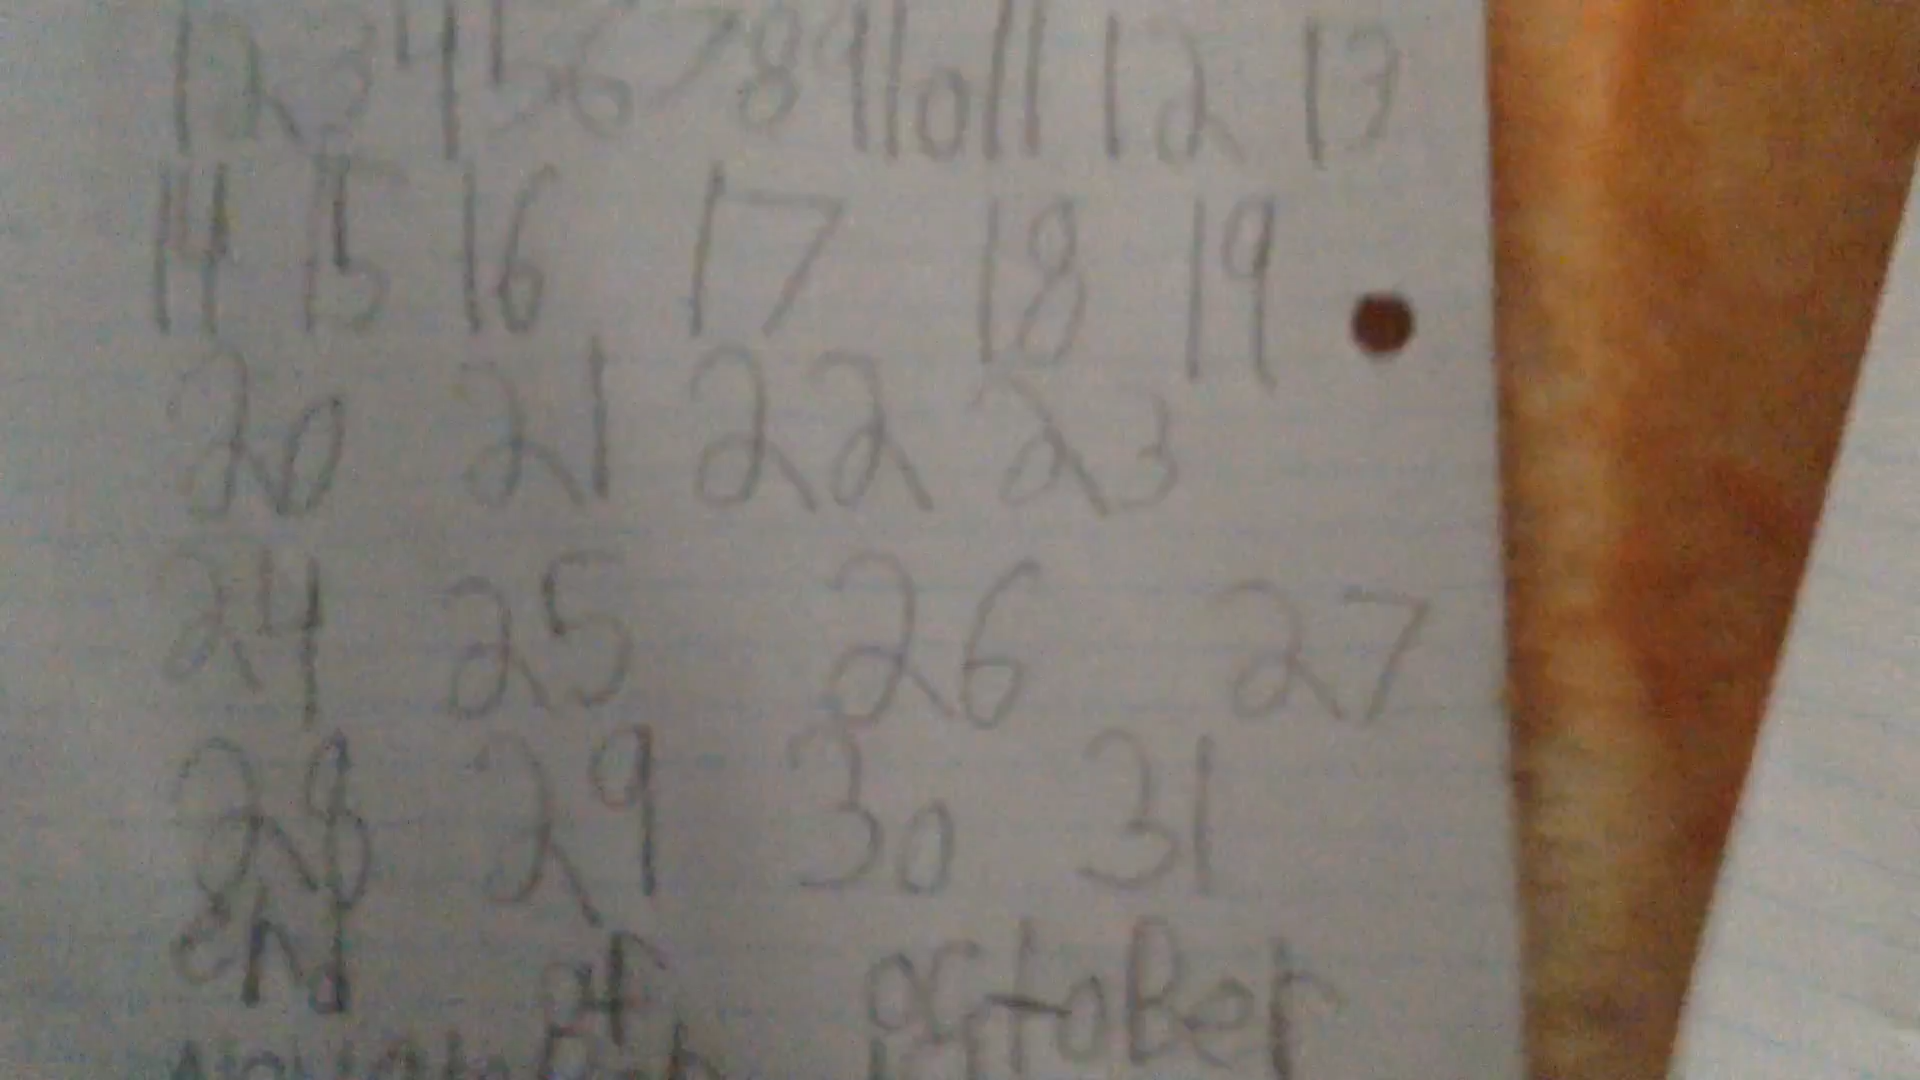 1 2 3 4 5 6 7 8 9 10 11 12 13
14 15 16 17 18 19
20 21 22 23
24 25 26 27
28 29 30 31
end of octoBer